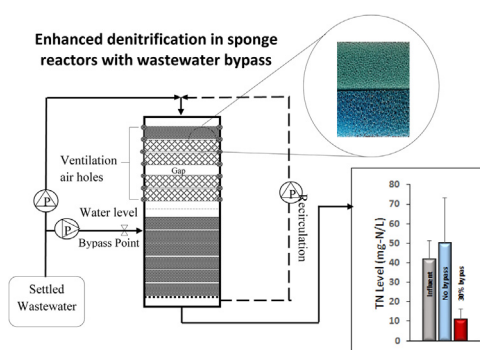 Enhanced denitrification in sponge
reactors with wastewater bypass
Ventilation
air holes
Gap
P
Water level
P
Bypass Point
P
Recirculation
Settled
Wastewater
TN Level (mg-N/L)
80
70
60
50
40
30
20
10
0
Influent
No bypass
30% bypas